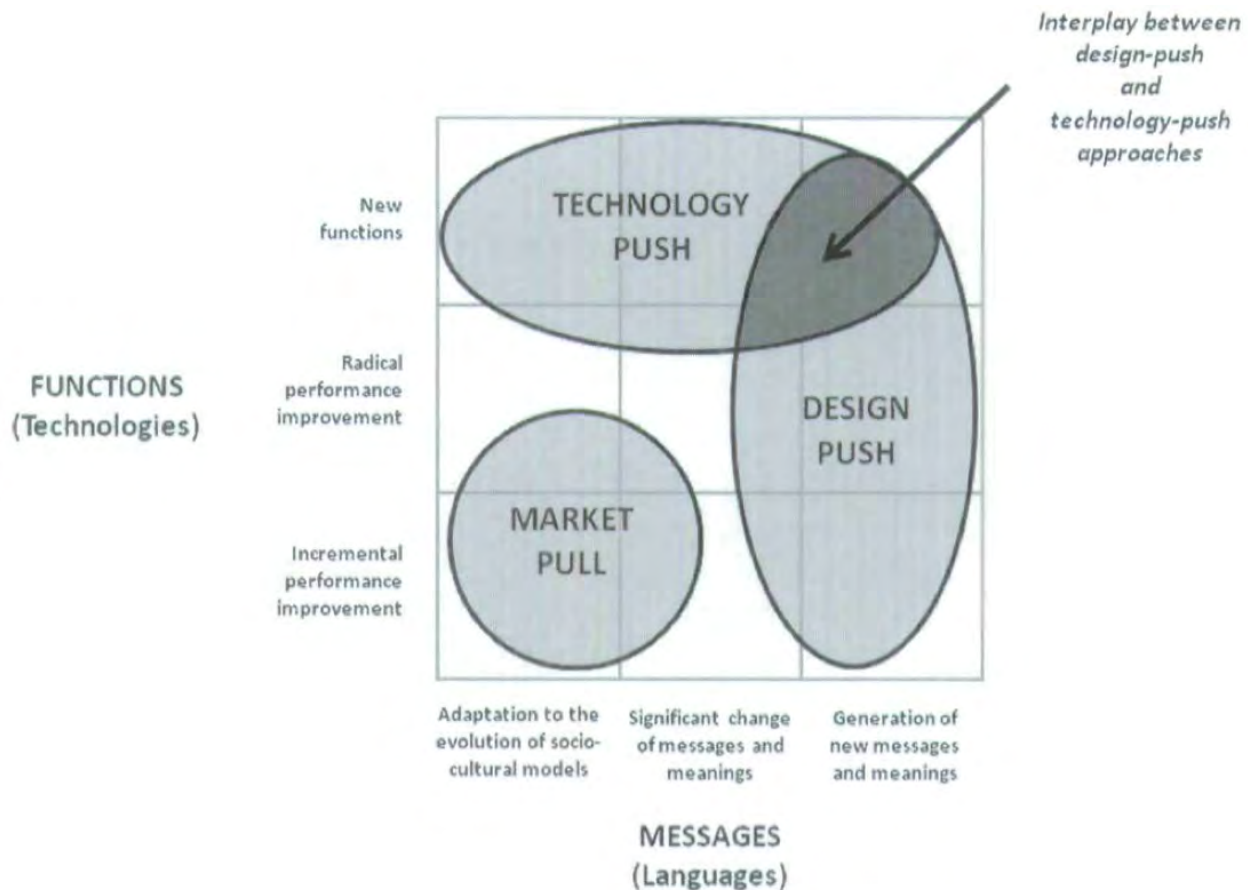 Interplay between
design-push
and
technology-push
approaches
TECHNOLOGY
PUSH
New
functions
Radical
performance
improvement
FUNCTIONS
(Technologies)
DESIGN
PUSH
MARKET
PULL
Incremental
performance
improvement
Adaptation to the
evolution of socio-
cultural models
Significant change
of messages and
meanings
Generation of
new messages
and meanings
MESSAGES
(Languages)